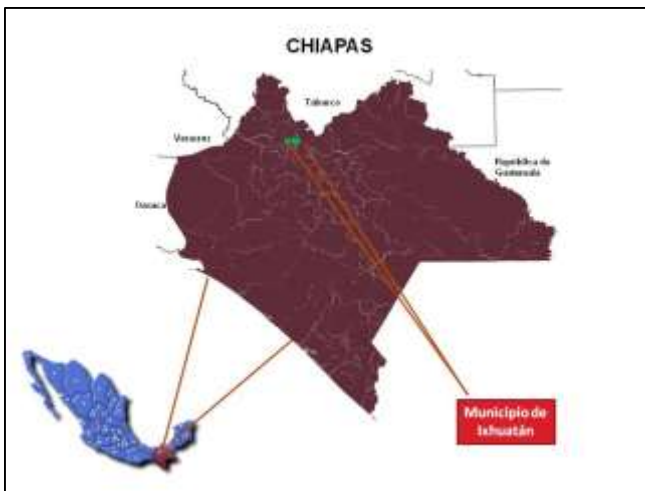 CHIAPAS
Tabasco
Veracruz
República de
Guatemala
Oaxaca
Municipio de
Ixhuatán